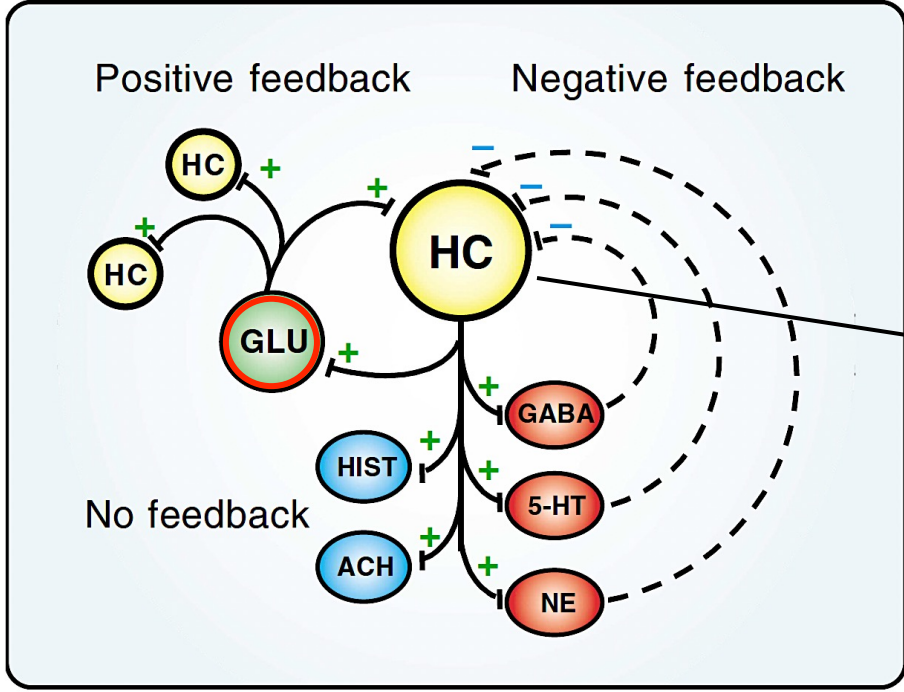 Positive feedback
Negative feedback
−
HC
+
+
−
+
−
HC
HC
GLU
+
+
GABA
+
HIST
+
5-HT
No feedback
+
ACH
+
NE